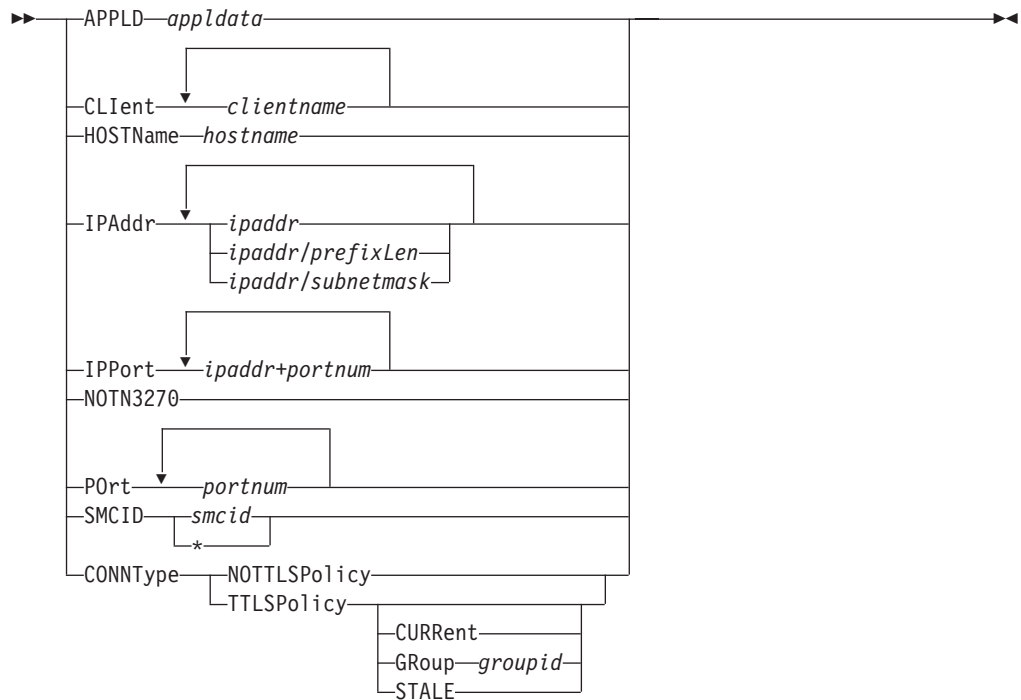 APPLD appldata
CLIent clientname
HOSTName hostname
IPAddr ipaddr
ipaddr/prefixLen
ipaddr/subnetmask
IPPort ipaddr+portnum
NOTN3270
POrt portnum
SMCID smcid
*
CONNType NOTTLSPolicy
TTLSPolicy
CURRent
GRoup groupid
STALE